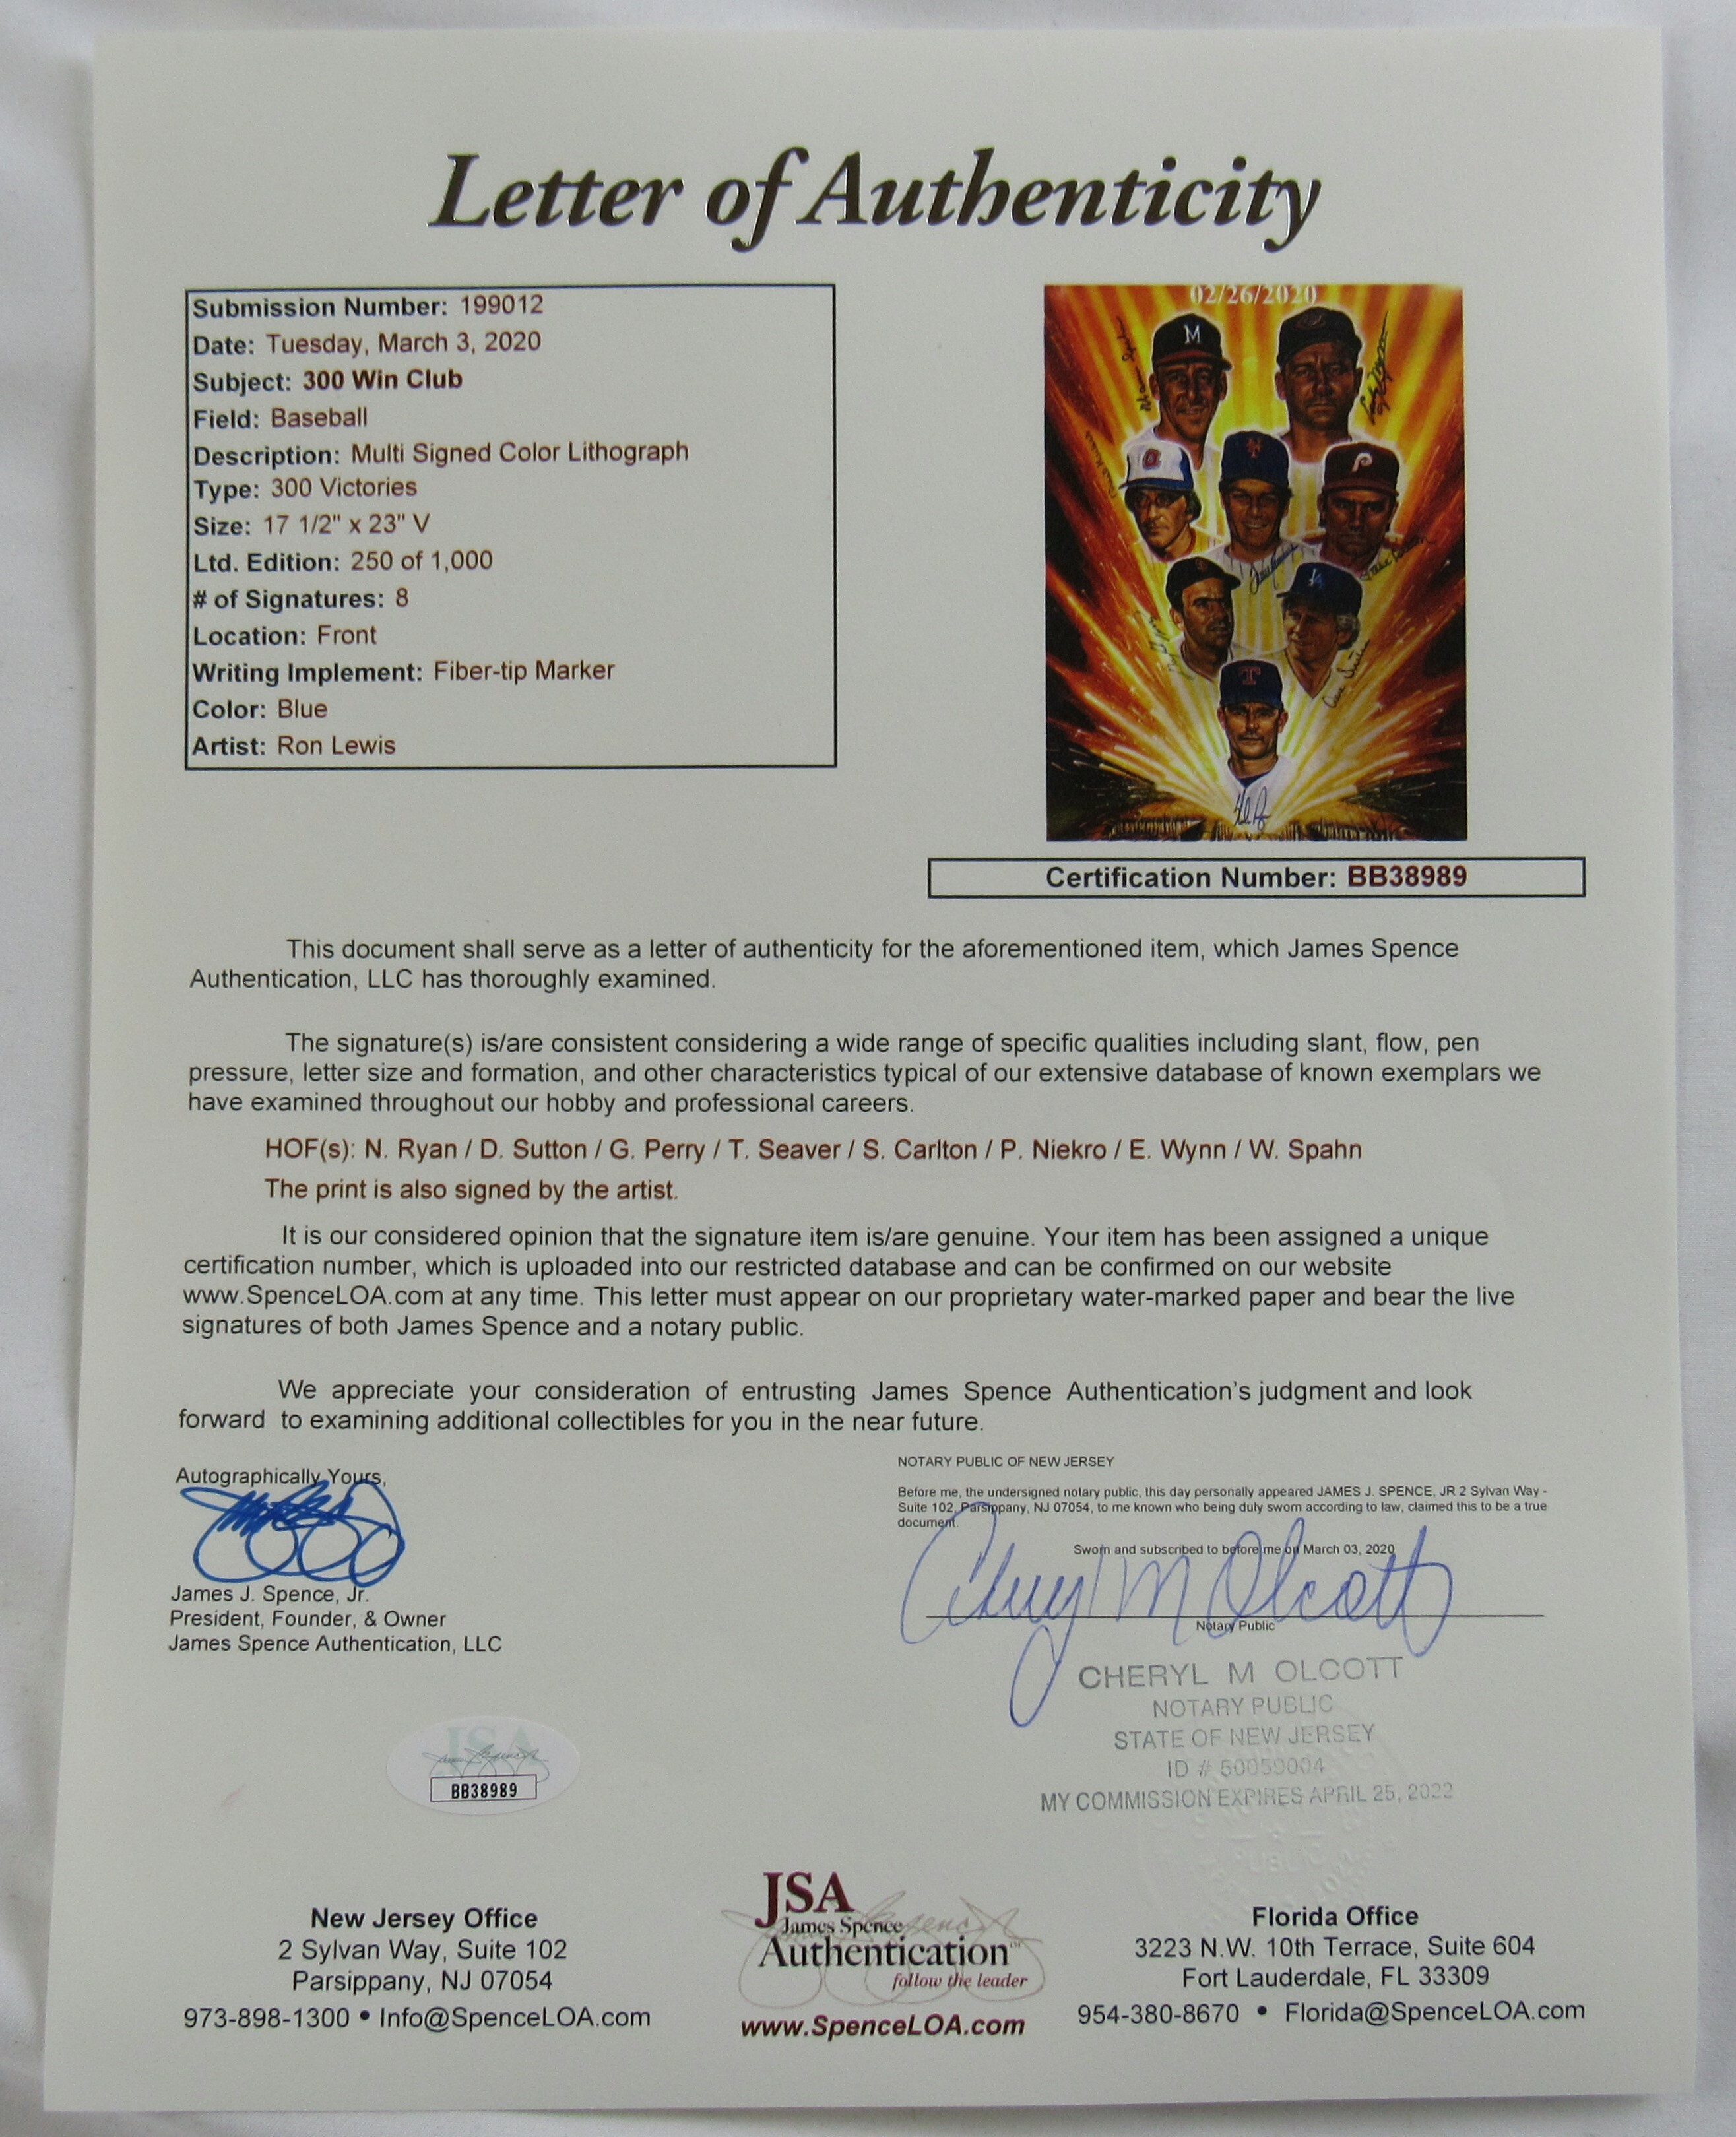 Letter of Authenticity
Submission Number: 199012
Date: Tuesday, March 3, 2020
Subject: 300 Win Club
Field: Baseball
Description: Multi Signed Color Lithograph
Type: 300 Victories
Size: 17 1/2" x 23" V
Ltd. Edition: 250 of 1,000
# of Signatures: 8
Location: Front
Writing Implement: Fiber-tip Marker
Color: Blue
Artist: Ron Lewis
02/26/2020
M
P
LA
T
Certification Number: BB38989
This document shall serve as a letter of authenticity for the aforementioned item, which James Spence
Authentication, LLC has thoroughly examined.
The signature(s) is/are consistent considering a wide range of specific qualities including slant, flow, pen
pressure, letter size and formation, and other characteristics typical of our extensive database of known exemplars we
have examined throughout our hobby and professional careers.
HOF(s): N. Ryan / D. Sutton / G. Perry / T. Seaver / S. Carlton / P. Niekro / E. Wynn / W. Spahn
The print is also signed by the artist.
It is our considered opinion that the signature item is/are genuine. Your item has been assigned a unique
certification number, which is uploaded into our restricted database and can be confirmed on our website
www.SpenceLOA.com at any time. This letter must appear on our proprietary water-marked paper and bear the live
signatures of both James Spence and a notary public.
We appreciate your consideration of entrusting James Spence Authentication's judgment and look
forward to examining additional collectibles for you in the near future.
Autographically Yours,
James J. Spence, Jr.
President, Founder, & Owner
James Spence Authentication, LLC
NOTARY PUBLIC OF NEW JERSEY
Before me, the undersigned notary public, this day personally appeared JAMES J. SPENCE, JR 2 Sylvan Way -
Suite 102, Parsippany, NJ 07054, to me known who being duly sworn according to law, claimed this to be a true
document.
Sworn and subscribed to before me on March 03, 2020
Cheryl M Olcott
Notary Public
CHERYL M OLCOTT
NOTARY PUBLIC
STATE OF NEW JERSEY
ID # 50059004
MY COMMISSION EXPIRES APRIL 25, 2022
JSA
BB38989
New Jersey Office
2 Sylvan Way, Suite 102
Parsippany, NJ 07054
973-898-1300 • Info@SpenceLOA.com
JSA
James Spence
Authentication™
follow the leader
www.SpenceLOA.com
Florida Office
3223 N.W. 10th Terrace, Suite 604
Fort Lauderdale, FL 33309
954-380-8670 • Florida@SpenceLOA.com